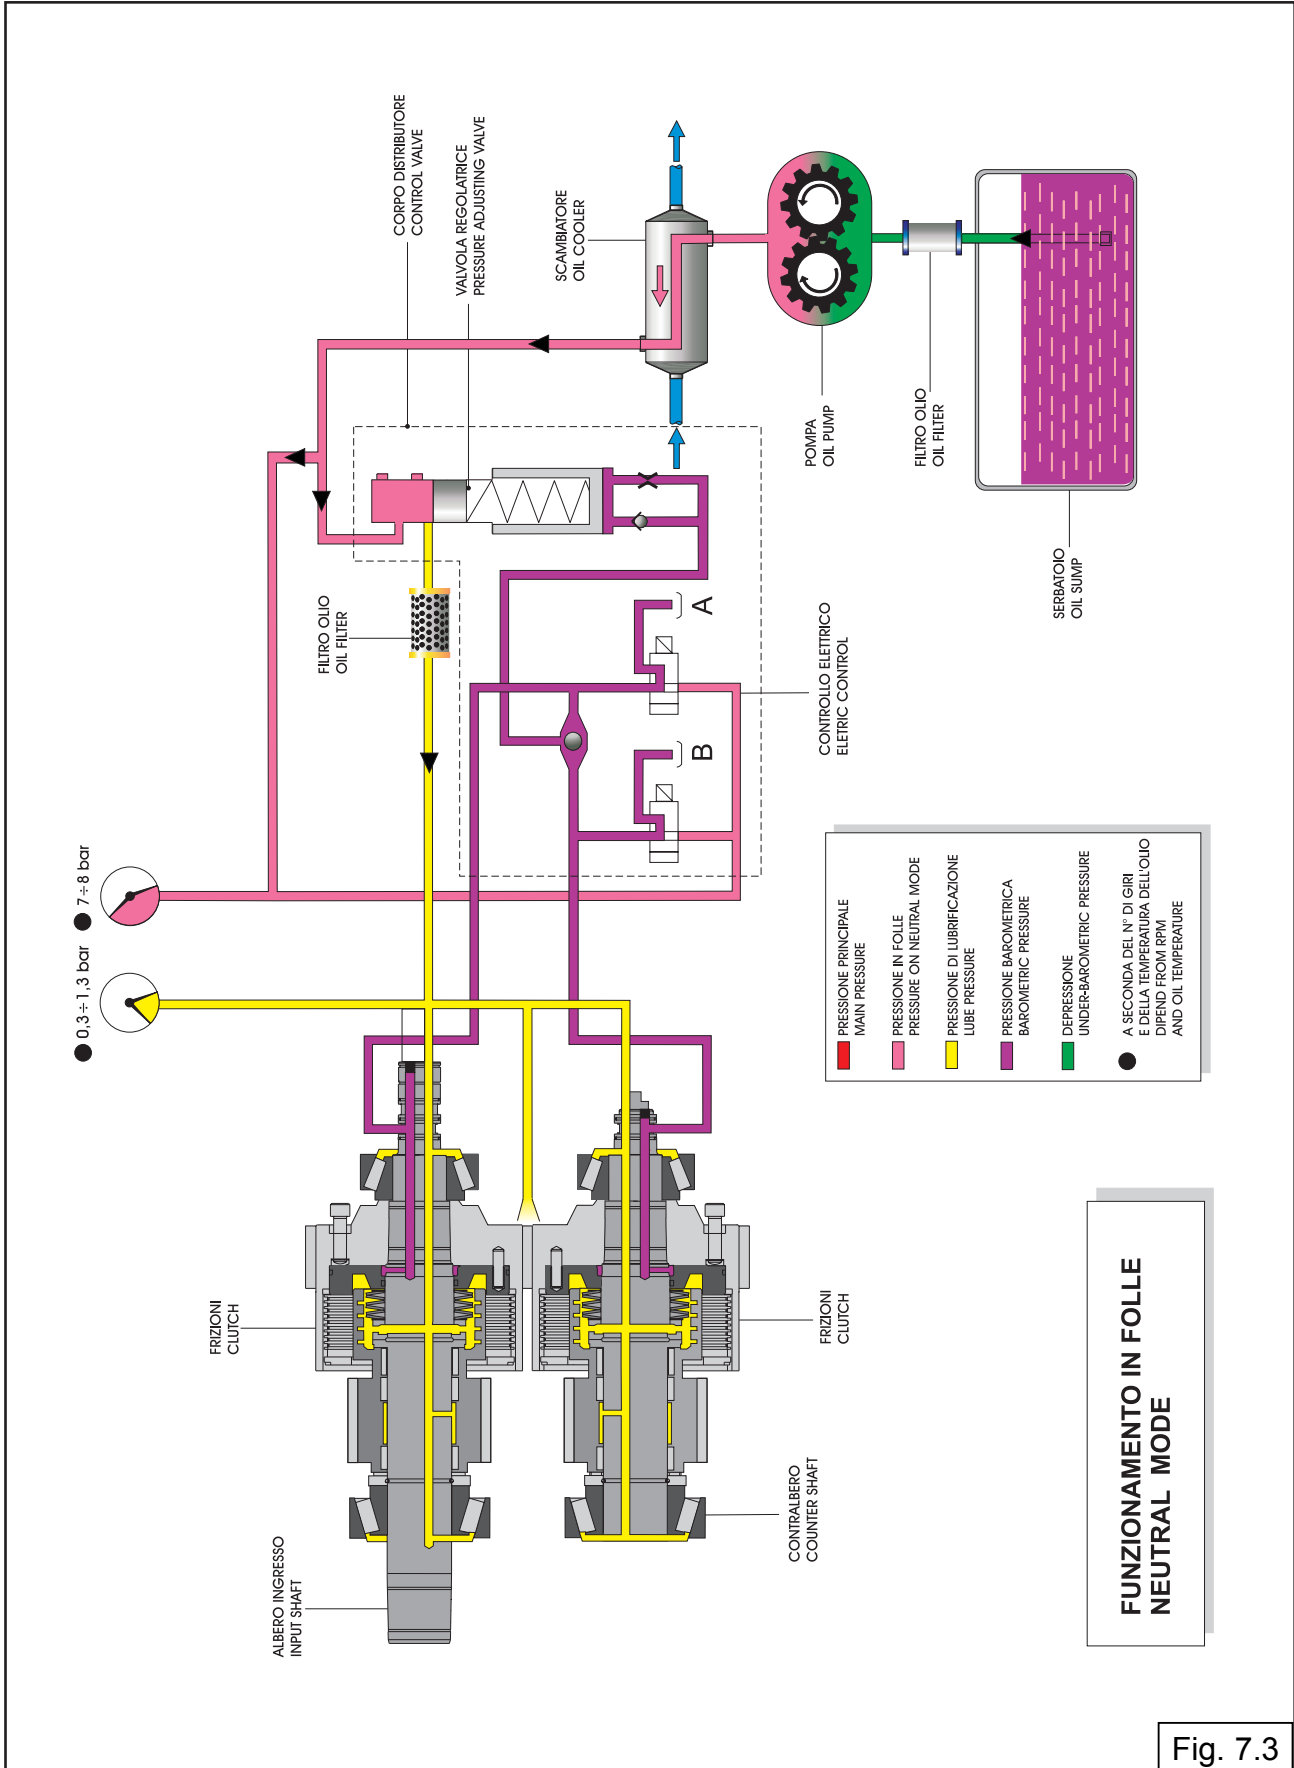 CORPO DISTRIBUTORE
CONTROL VALVE
VALVOLA REGOLATRICE
PRESSURE ADJUSTING VALVE
SCAMBIATORE
OIL COOLER
POMPA
OIL PUMP
FILTRO OLIO
OIL FILTER
SERBATOIO
OIL SUMP
FILTRO OLIO
OIL FILTER
A
B
CONTROLLO ELETTRICO
ELETRIC CONTROL
● 7÷8 bar
● 0,3÷1,3 bar
FRIZIONI
CLUTCH
FRIZIONI
CLUTCH
ALBERO INGRESSO
INPUT SHAFT
CONTRALBERO
COUNTER SHAFT
PRESSIONE PRINCIPALE
MAIN PRESSURE
PRESSIONE IN FOLLE
PRESSURE ON NEUTRAL MODE
PRESSIONE DI LUBRIFICAZIONE
LUBE PRESSURE
PRESSIONE BAROMETRICA
BAROMETRIC PRESSURE
DEPRESSIONE
UNDER-BAROMETRIC PRESSURE
● A SECONDA DEL N° DI GIRI
E DELLA TEMPERATURA DELL'OLIO
DIPEND FROM RPM
AND OIL TEMPERATURE
FUNZIONAMENTO IN FOLLE
NEUTRAL MODE
Fig. 7.3